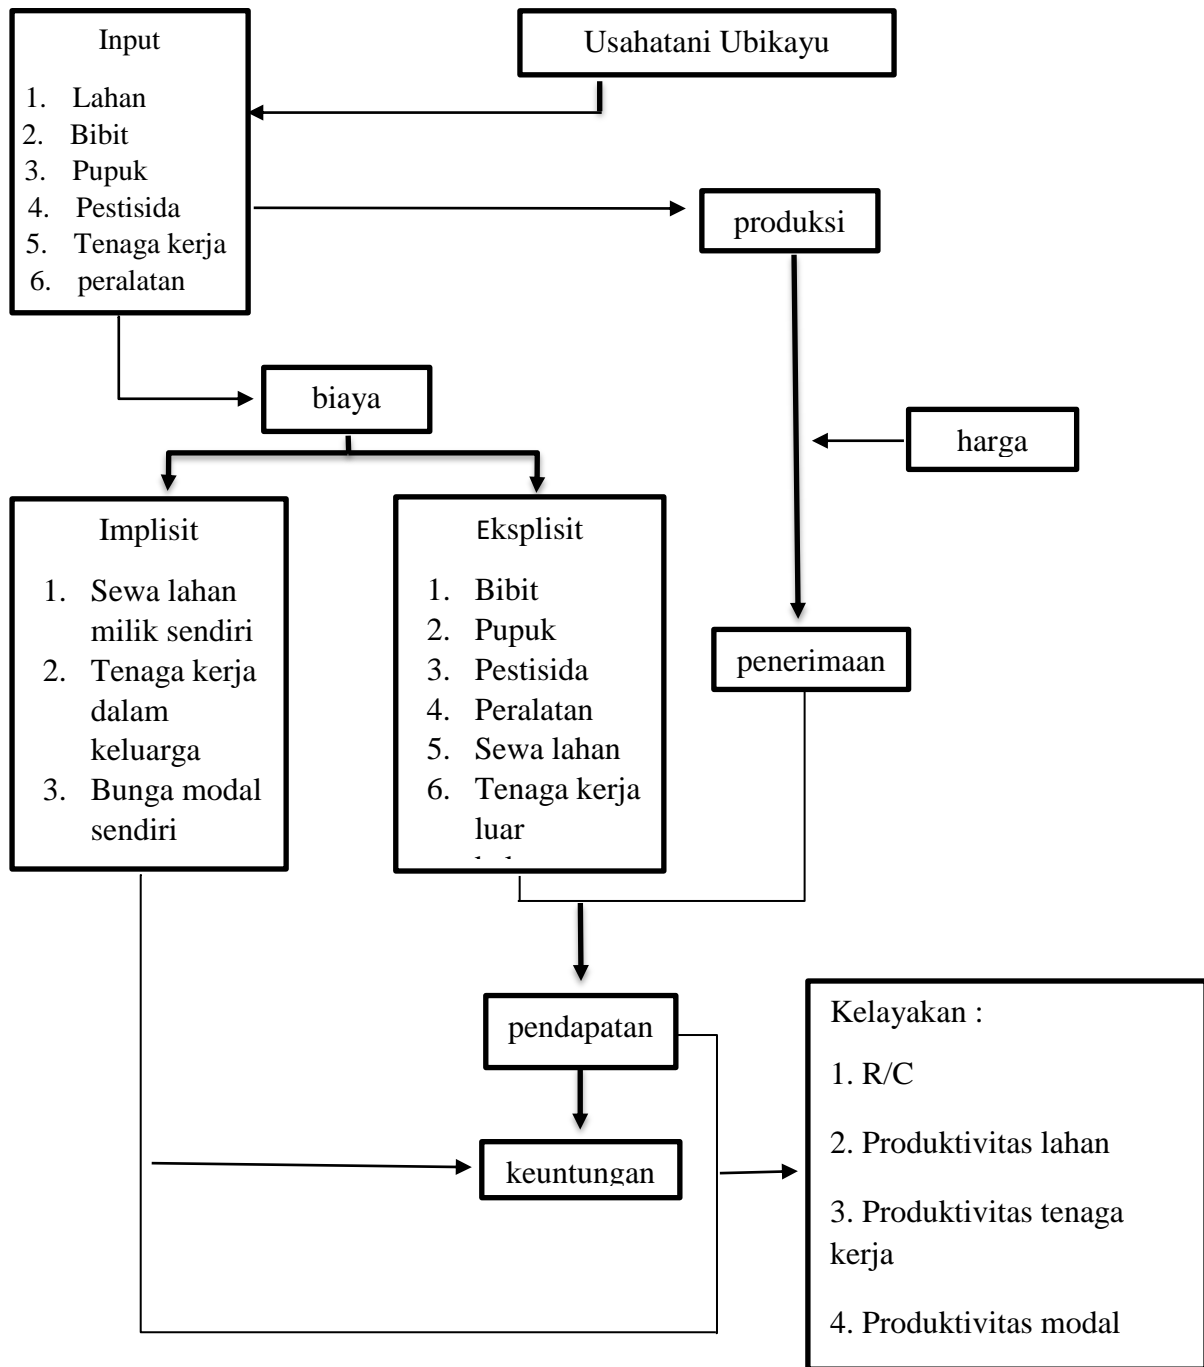 Input
1. Lahan
2. Bibit
3. Pupuk
4. Pestisida
5. Tenaga kerja
6. peralatan
Usahatani Ubikayu
produksi
biaya
harga
Implisit
1. Sewa lahan
milik sendiri
2. Tenaga kerja
dalam
keluarga
3. Bunga modal
sendiri
Eksplisit
1. Bibit
2. Pupuk
3. Pestisida
4. Peralatan
5. Sewa lahan
6. Tenaga kerja
luar
penerimaan
pendapatan
keuntungan
Kelayakan :
1. R/C
2. Produktivitas lahan
3. Produktivitas tenaga
kerja
4. Produktivitas modal